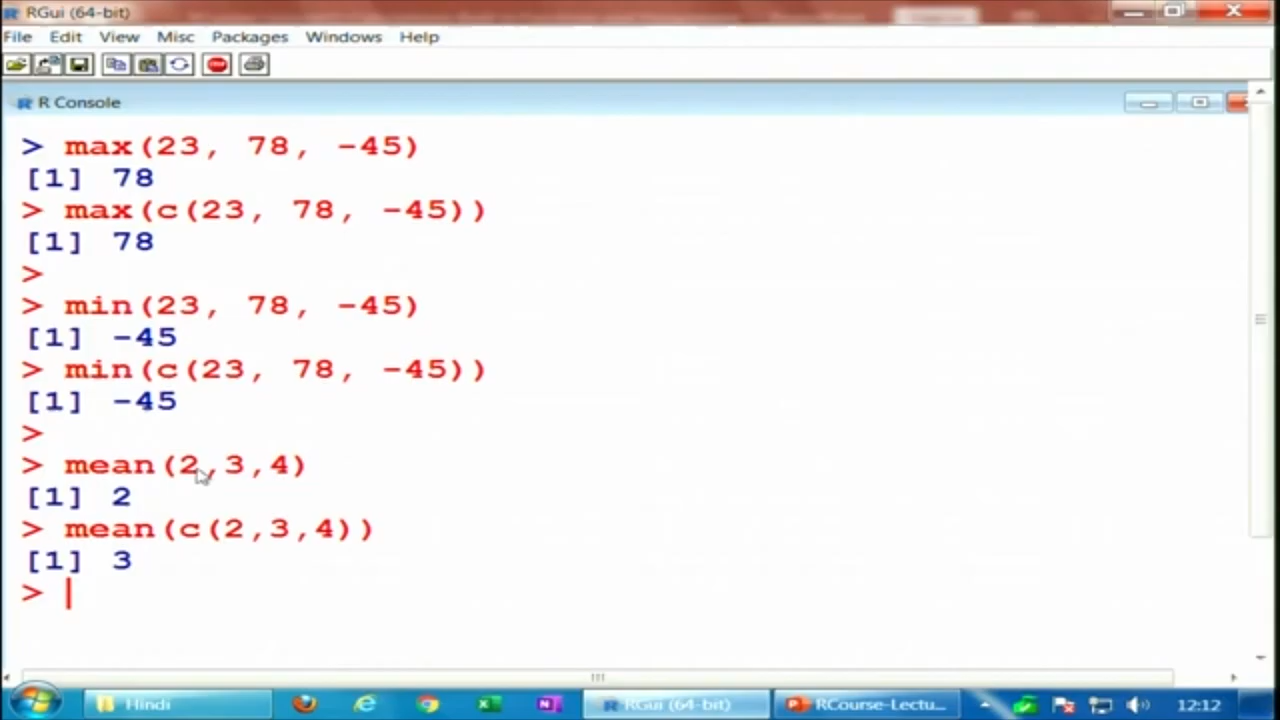 RGui (64-bit)
File Edit View Misc Packages Windows Help
STOP
R Console
> max(23, 78, -45)
[1] 78
> max(c(23, 78, -45))
[1] 78
>
> min(23, 78, -45)
[1] -45
> min(c(23, 78, -45))
[1] -45
>
> mean(2,3,4)
[1] 2
> mean(c(2,3,4))
[1] 3
>
Hindi RGui (64-bit) RCourse-Lectu... 12:12